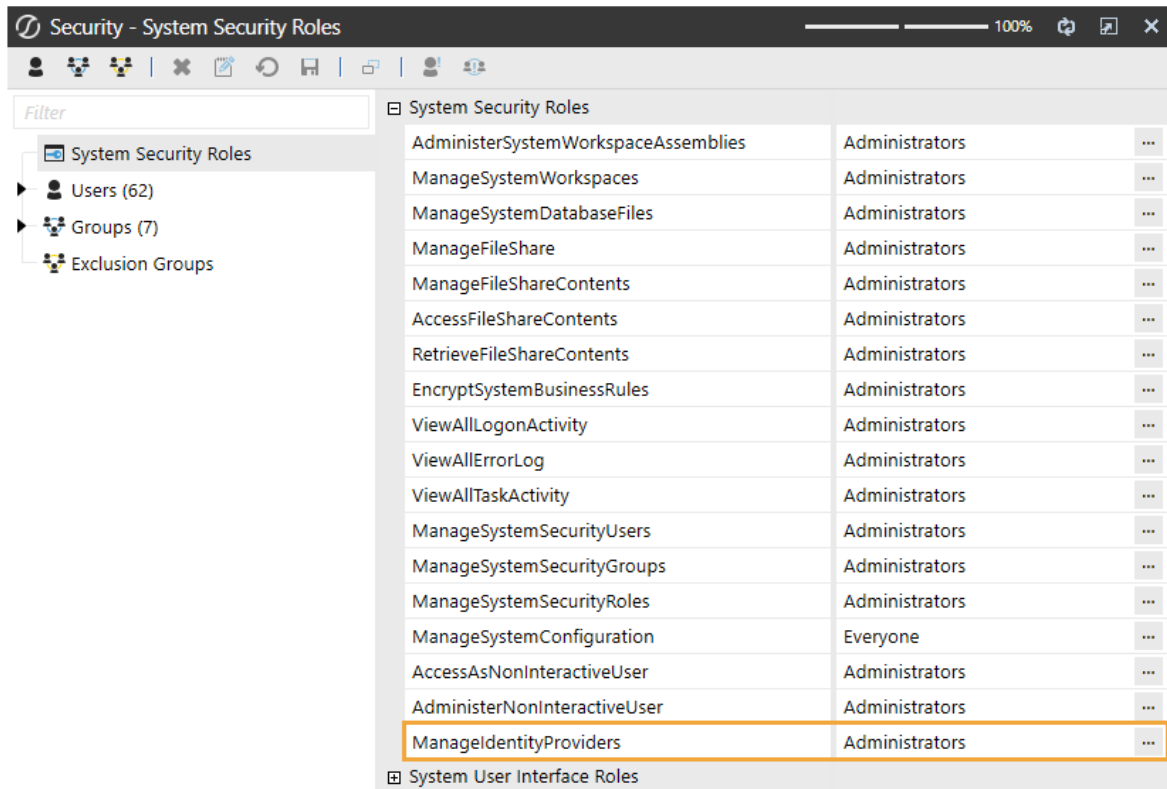 Security - System Security Roles 100%
Filter
System Security Roles
Users (62)
Groups (7)
Exclusion Groups
System Security Roles
AdministerSystemWorkspaceAssemblies Administrators ...
ManageSystemWorkspaces Administrators ...
ManageSystemDatabaseFiles Administrators ...
ManageFileShare Administrators ...
ManageFileShareContents Administrators ...
AccessFileShareContents Administrators ...
RetrieveFileShareContents Administrators ...
EncryptSystemBusinessRules Administrators ...
ViewAllLogonActivity Administrators ...
ViewAllErrorLog Administrators ...
ViewAllTaskActivity Administrators ...
ManageSystemSecurityUsers Administrators ...
ManageSystemSecurityGroups Administrators ...
ManageSystemSecurityRoles Administrators ...
ManageSystemConfiguration Everyone ...
AccessAsNonInteractiveUser Administrators ...
AdministerNonInteractiveUser Administrators ...
ManageIdentityProviders Administrators ...
System User Interface Roles